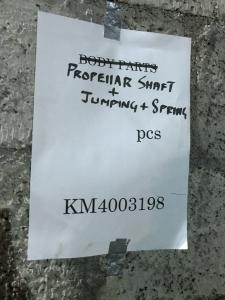 BODY PARTS
PROPELLAR SHAFT
+
JUMPING + SPRING
pcs
KM4003198